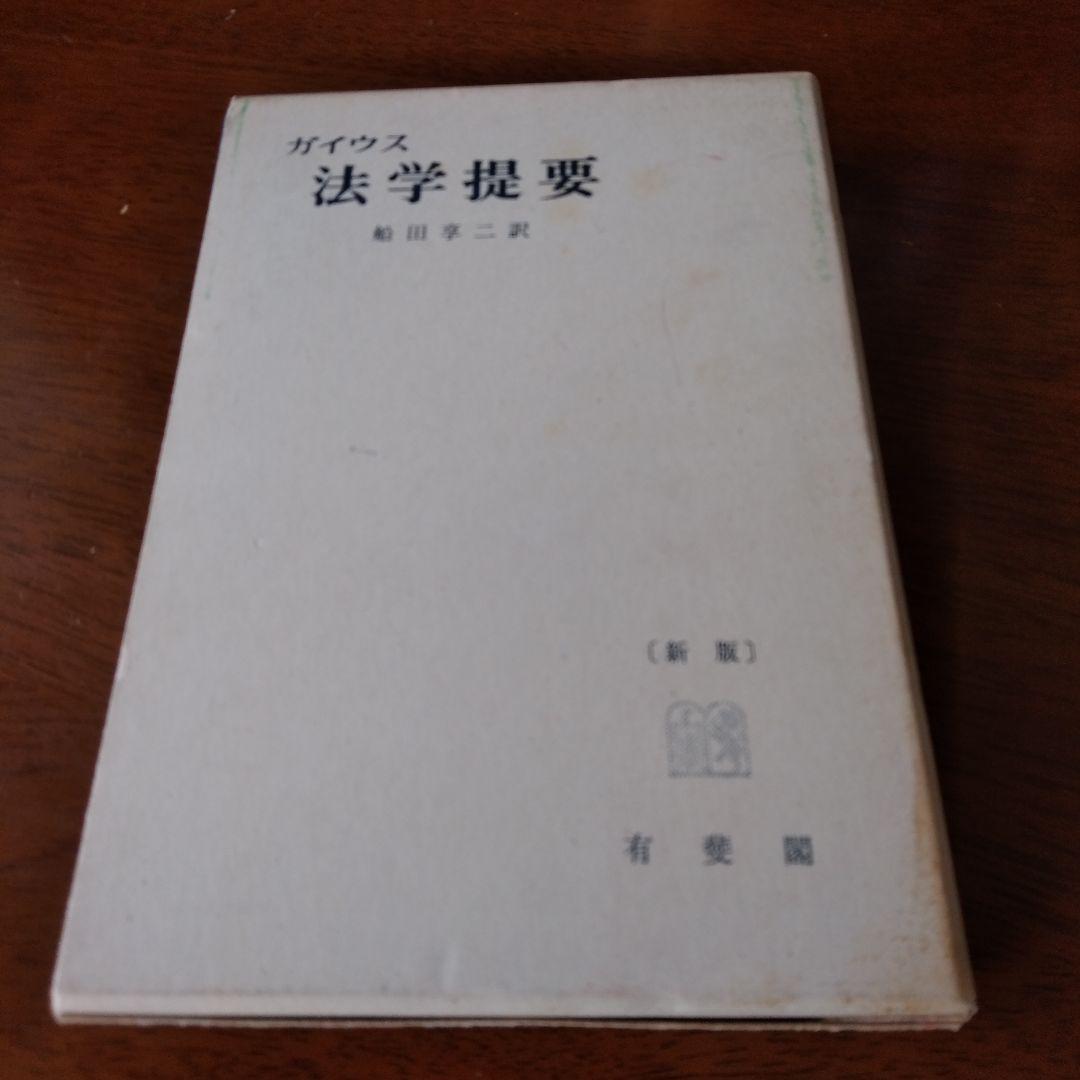 ガイウス
法学提要
船田享二訳
〔新版〕
有斐閣